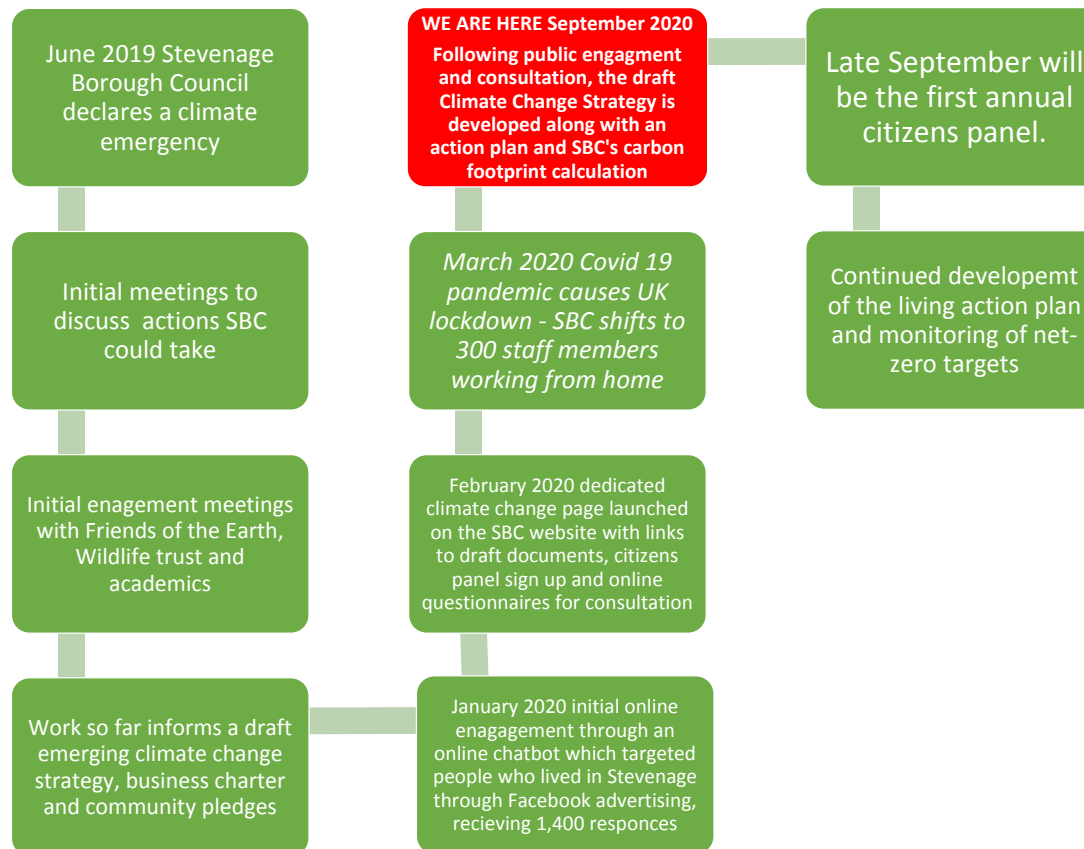 June 2019 Stevenage
Borough Council
declares a climate
emergency
Initial meetings to
discuss actions SBC
could take
Initial enagement meetings
with Friends of the Earth,
Wildlife trust and
academics
Work so far informs a draft
emerging climate change
strategy, business charter
and community pledges
January 2020 initial online
enagagement through an
online chatbot which targeted
people who lived in Stevenage
through Facebook advertising,
recieving 1,400 responces
February 2020 dedicated
climate change page launched
on the SBC website with links
to draft documents, citizens
panel sign up and online
questionnaires for consultation
March 2020 Covid 19
pandemic causes UK
lockdown - SBC shifts to
300 staff members
working from home
WE ARE HERE September 2020
Following public engagment
and consultation, the draft
Climate Change Strategy is
developed along with an
action plan and SBC's carbon
footprint calculation
Late September will
be the first annual
citizens panel.
Continued developemt
of the living action plan
and monitoring of net-
zero targets